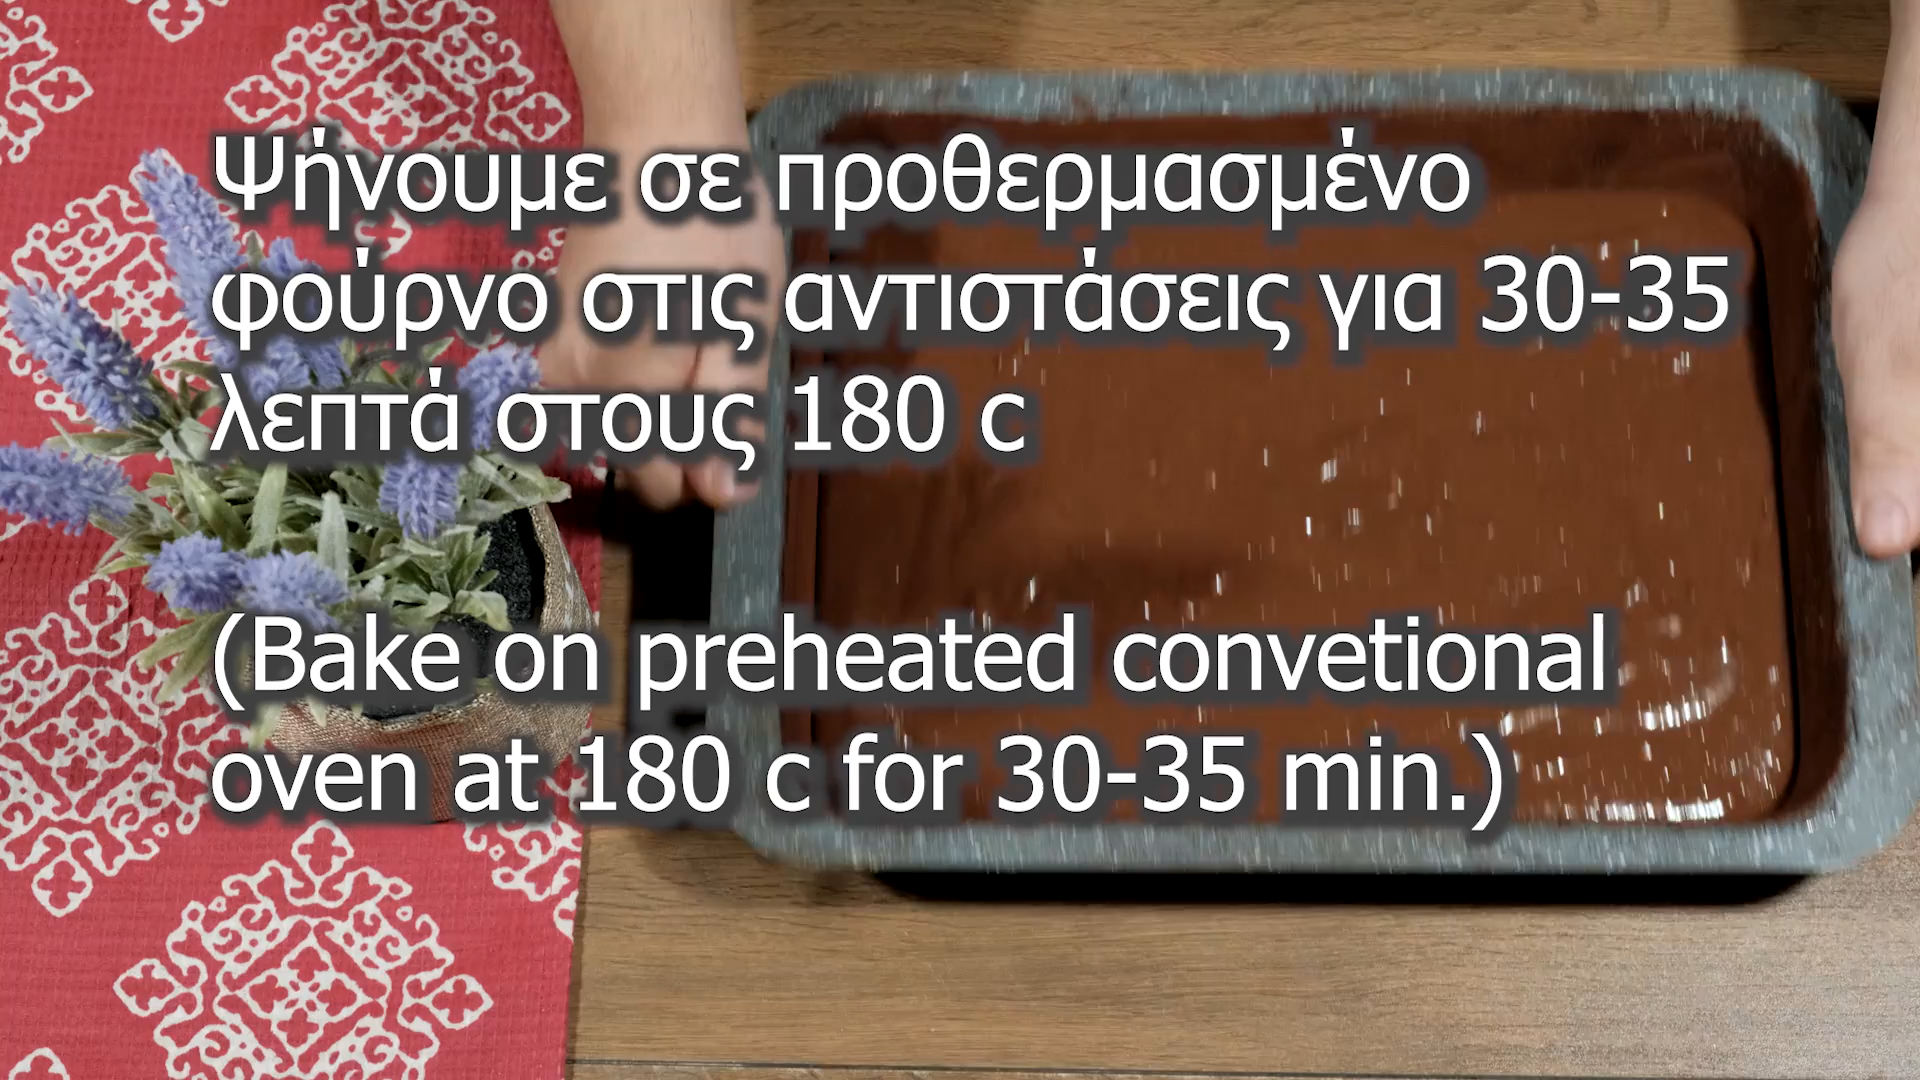 Ψήνουμε σε προθερμασμένο
φούρνο στις αντιστάσεις για 30-35
λεπτά στους 180 c
(Bake on preheated convetional
oven at 180 c for 30-35 min.)